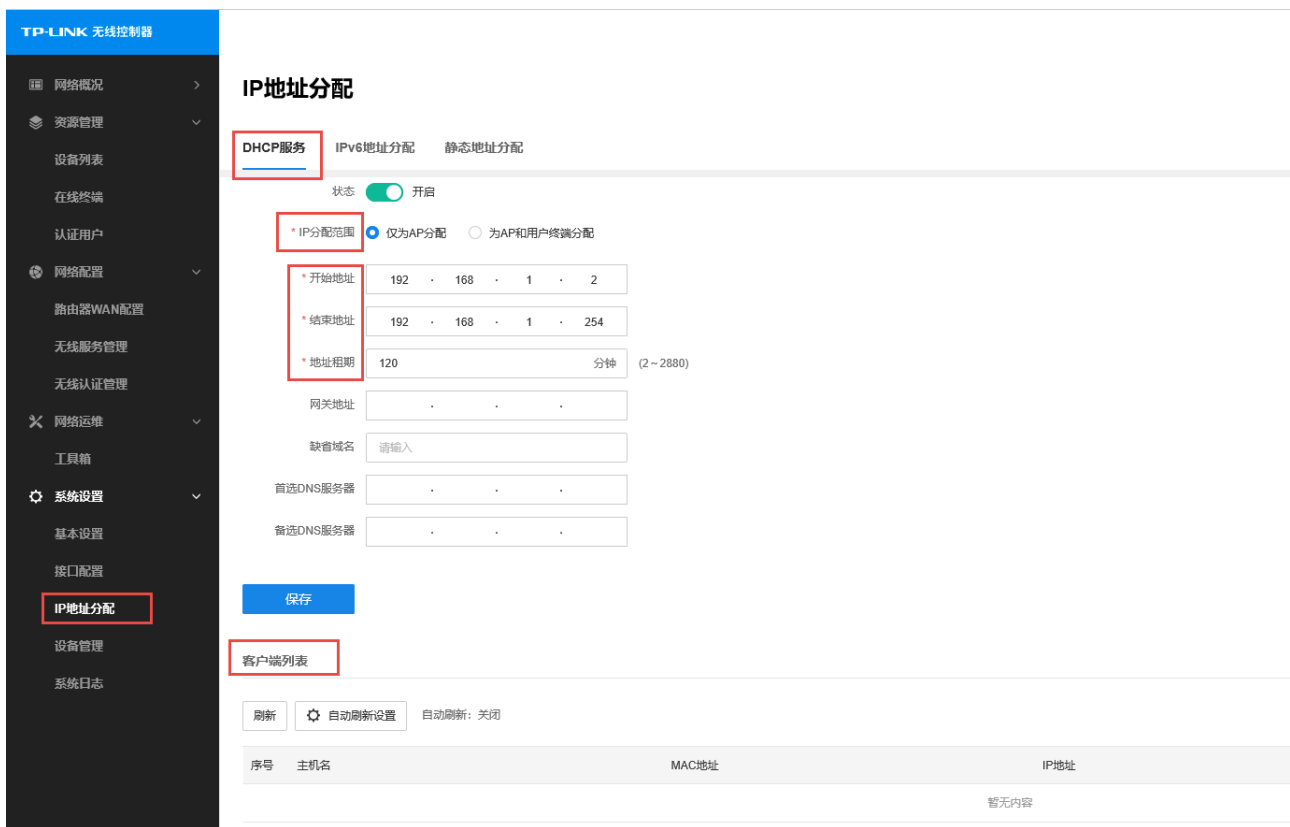 TP-LINK 无线控制器
网络概况
资源管理
设备列表
在线终端
认证用户
网络配置
路由器WAN配置
无线服务管理
无线认证管理
网络运维
工具箱
系统设置
基本设置
接口配置
IP地址分配
设备管理
系统日志
IP地址分配
DHCP服务 IPv6地址分配 静态地址分配
状态 开启
* IP分配范围 仅为AP分配 为AP和用户终端分配
* 开始地址 192 . 168 . 1 . 2
* 结束地址 192 . 168 . 1 . 254
* 地址租期 120 分钟 (2~2880)
网关地址 . . .
缺省域名 请输入
首选DNS服务器 . . .
备选DNS服务器 . . .
保存
客户端列表
刷新 自动刷新设置 自动刷新: 关闭
序号 主机名 MAC地址 IP地址
暂无内容